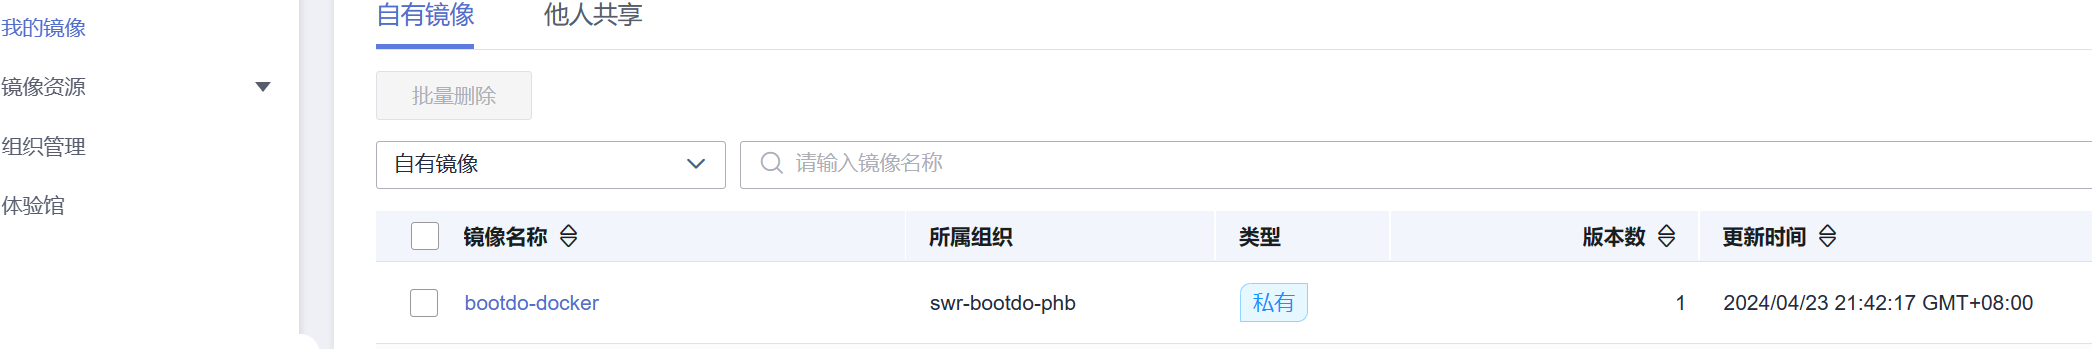 我的镜像
镜像资源
组织管理
体验馆
自有镜像 他人共享
批量删除
自有镜像 请输入镜像名称
镜像名称 所属组织 类型 版本数 更新时间
bootdo-docker swr-bootdo-phb 私有 1 2024/04/23 21:42:17 GMT+08:00